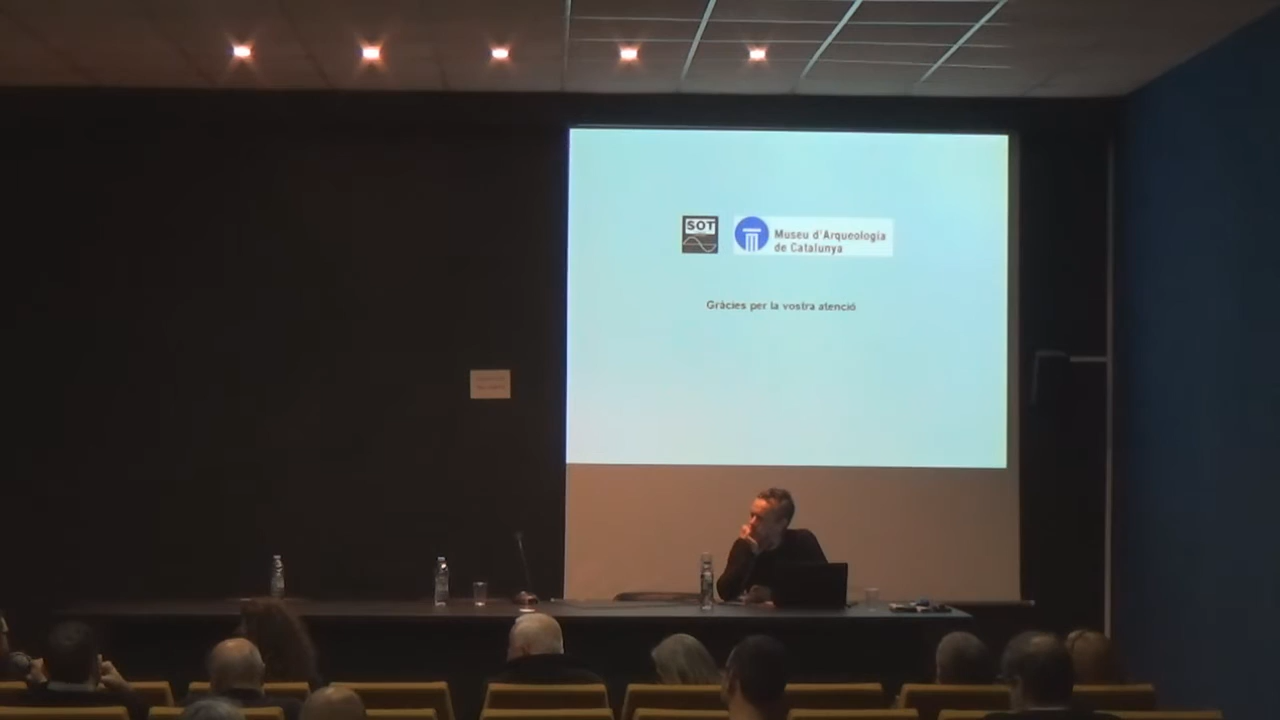 SOT
Museu d'Arqueologia
de Catalunya
Gràcies per la vostra atenció